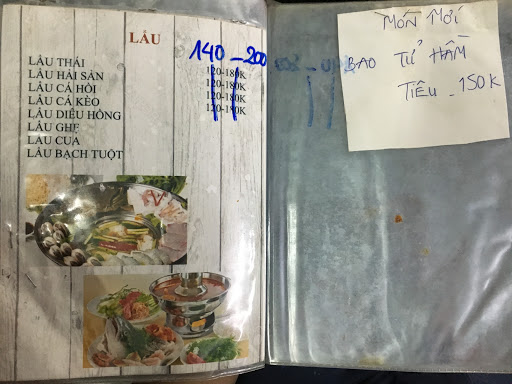 LẨU
140-200
LẨU THÁI
LẨU HẢI SẢN 120-180K
LẨU CÁ HỒI 120-180K
LẨU CÁ KÈO 120-180K
LẨU DIÊU HỒNG 120-180K
LẨU GHẸ
LẨU CUA
LẨU BẠCH TUỘT
MÓN MỚI
BAO TỬ HẦM
TIÊU - 150K